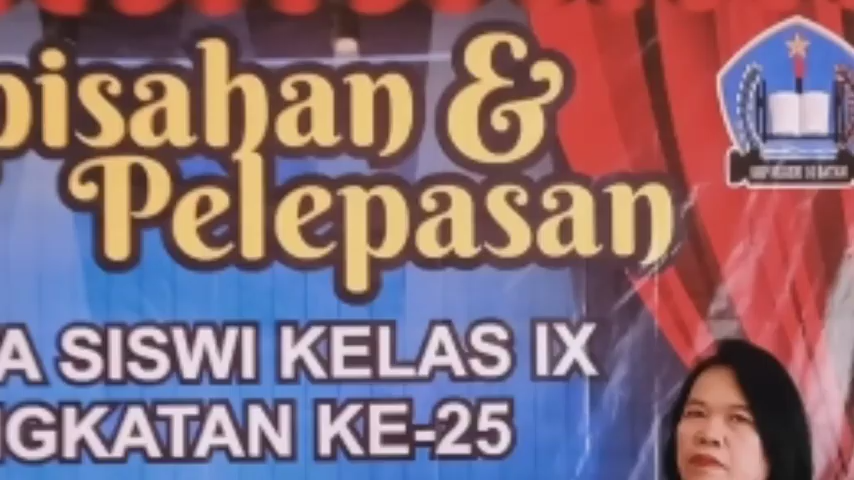 pisahan &
Pelepasan
A SISWI KELAS IX
NGKATAN KE-25